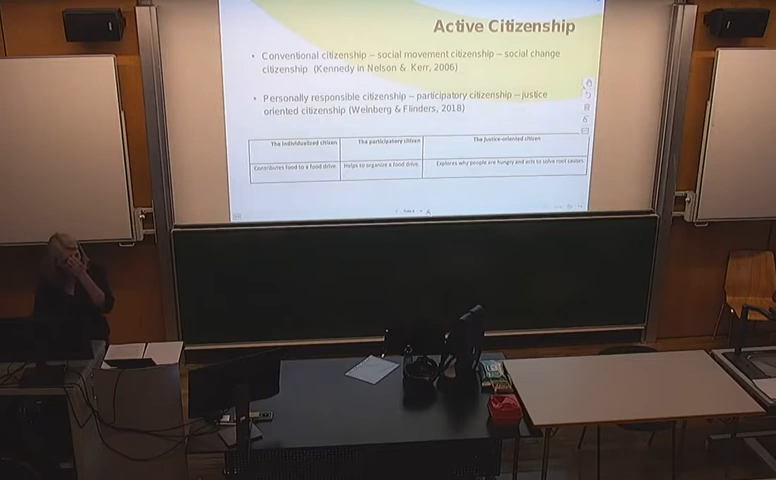 Active Citizenship
• Conventional citizenship – social movement citizenship – social change
citizenship (Kennedy in Nelson & Kerr, 2006)
• Personally responsible citizenship – participatory citizenship – justice
oriented citizenship (Weinberg & Flinders, 2018)
The individualized citizen The participatory citizen The justice-oriented citizen
Contributes food to a food drive. Helps to organize a food drive. Explores why people are hungry and acts to solve root causes.